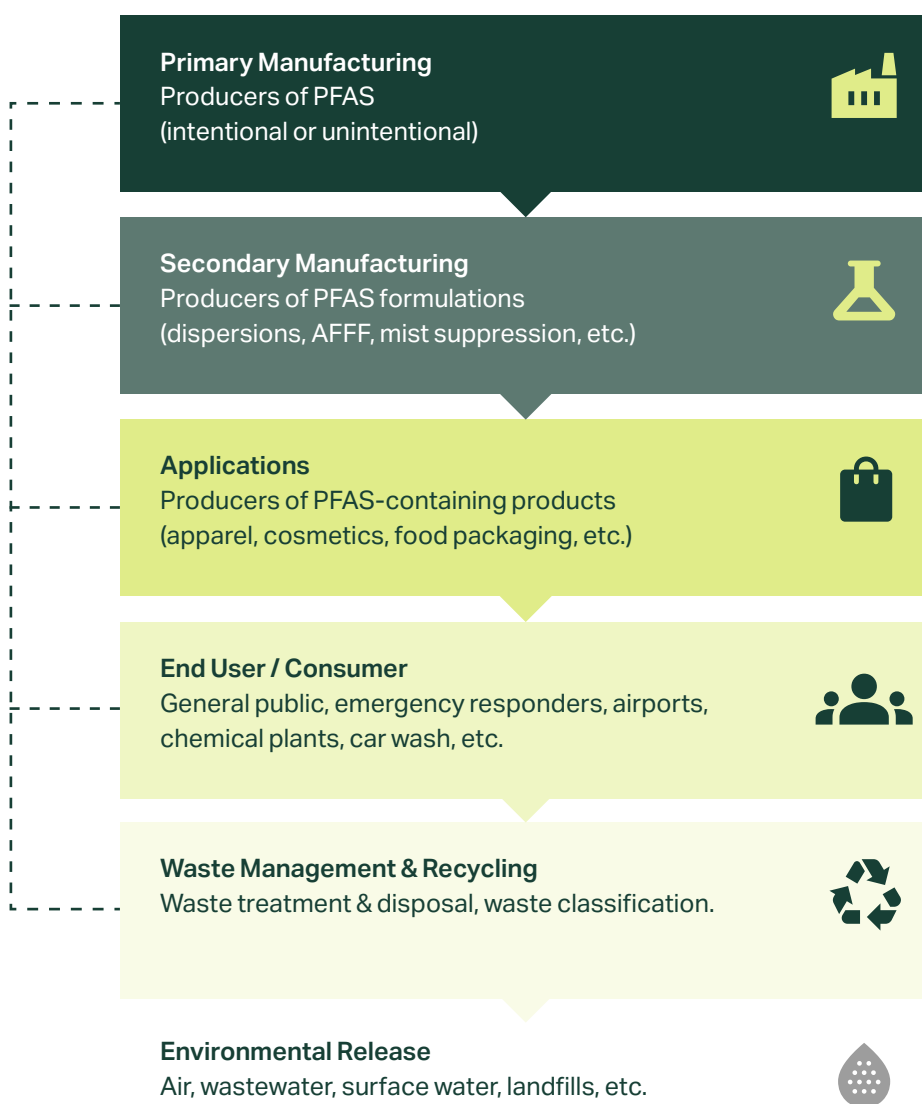 Primary Manufacturing
Producers of PFAS
(intentional or unintentional)
Secondary Manufacturing
Producers of PFAS formulations
(dispersions, AFFF, mist suppression, etc.)
Applications
Producers of PFAS-containing products
(apparel, cosmetics, food packaging, etc.)
End User / Consumer
General public, emergency responders, airports,
chemical plants, car wash, etc.
Waste Management & Recycling
Waste treatment & disposal, waste classification.
Environmental Release
Air, wastewater, surface water, landfills, etc.